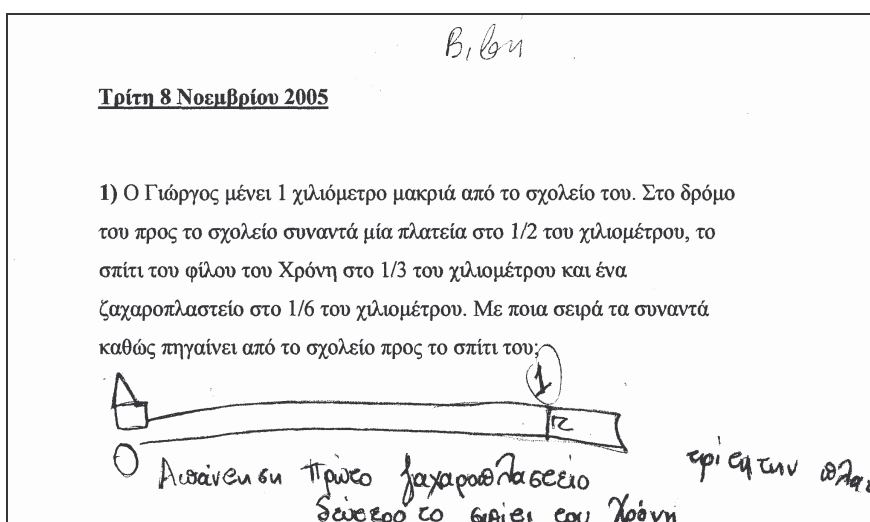 Τρίτη 8 Νοεμβρίου 2005
1) Ο Γιώργος μένει 1 χιλιόμετρο μακριά από το σχολείο του. Στο δρόμο
του προς το σχολείο συναντά μία πλατεία στο 1/2 του χιλιομέτρου, το
σπίτι του φίλου του Χρόνη στο 1/3 του χιλιομέτρου και ένα
ζαχαροπλαστείο στο 1/6 του χιλιομέτρου. Με ποια σειρά τα συναντά
καθώς πηγαίνει από το σχολείο προς το σπίτι του;
1
Απάντηση Πρώτο ζαχαροπλαστείο
δεύτερο το σπίτι του Χρόνη